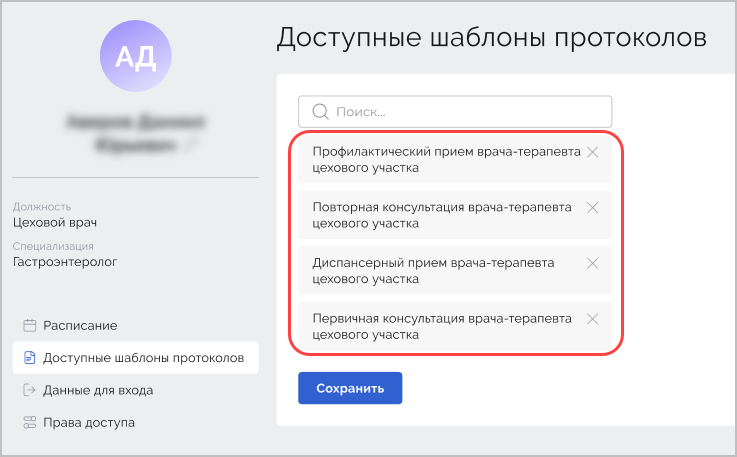 АД
Должность
Цеховой врач
Специализация
Гастроэнтеролог
Расписание
Доступные шаблоны протоколов
Данные для входа
Права доступа
Доступные шаблоны протоколов
Поиск...
Профилактический прием врача-терапевта
цехового участка
Повторная консультация врача-терапевта
цехового участка
Диспансерный прием врача-терапевта
цехового участка
Первичная консультация врача-терапевта
цехового участка
Сохранить